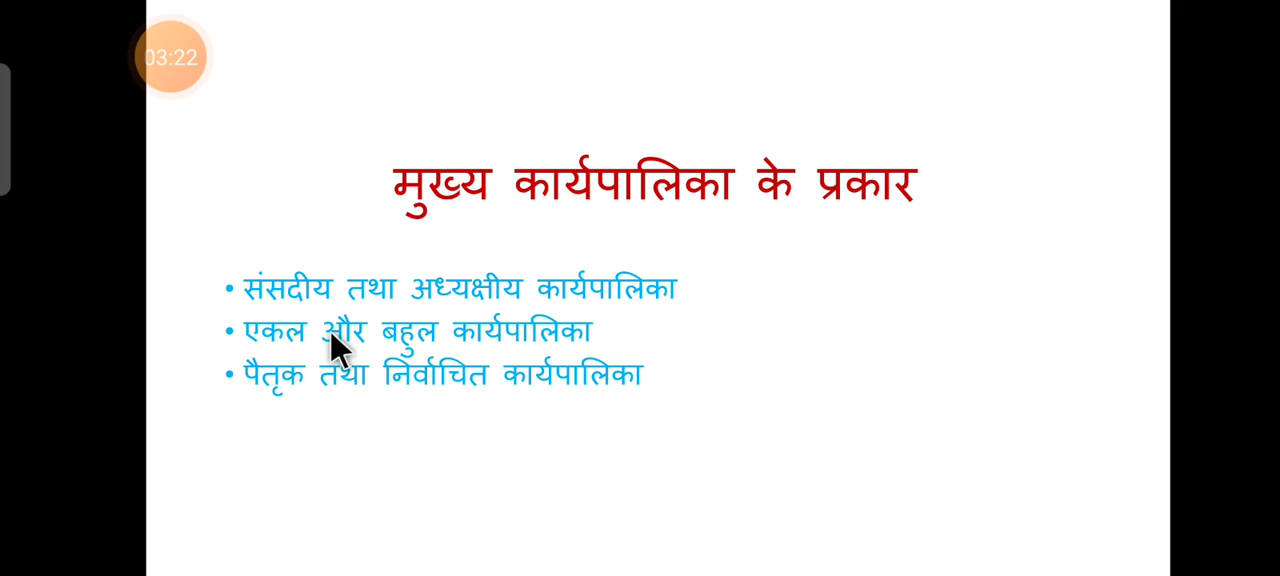 03:22
मुख्य कार्यपालिका के प्रकार
• संसदीय तथा अध्यक्षीय कार्यपालिका
• एकल और बहुल कार्यपालिका
• पैतृक तथा निर्वाचित कार्यपालिका